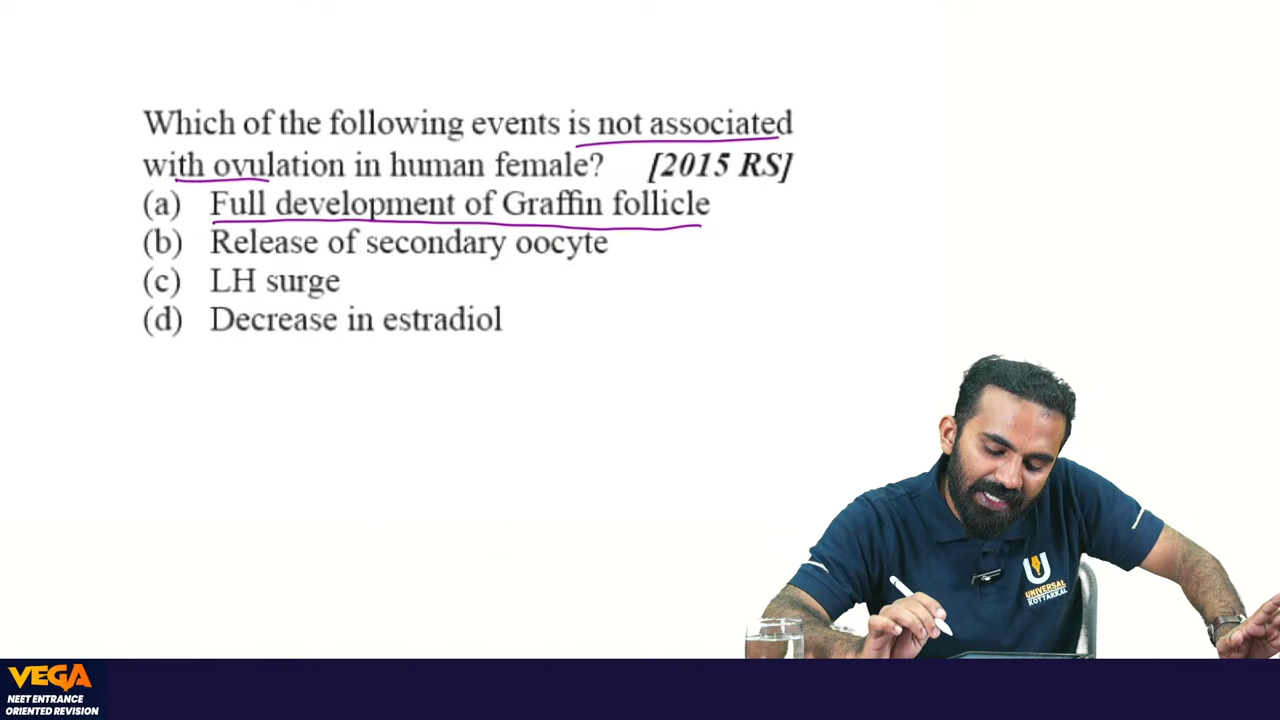 Which of the following events is not associated
with ovulation in human female? [2015 RS]
(a) Full development of Graffin follicle
(b) Release of secondary oocyte
(c) LH surge
(d) Decrease in estradiol
UNIVERSAL
KOTTAKKAL
VEGA
NEET ENTRANCE
ORIENTED REVISION